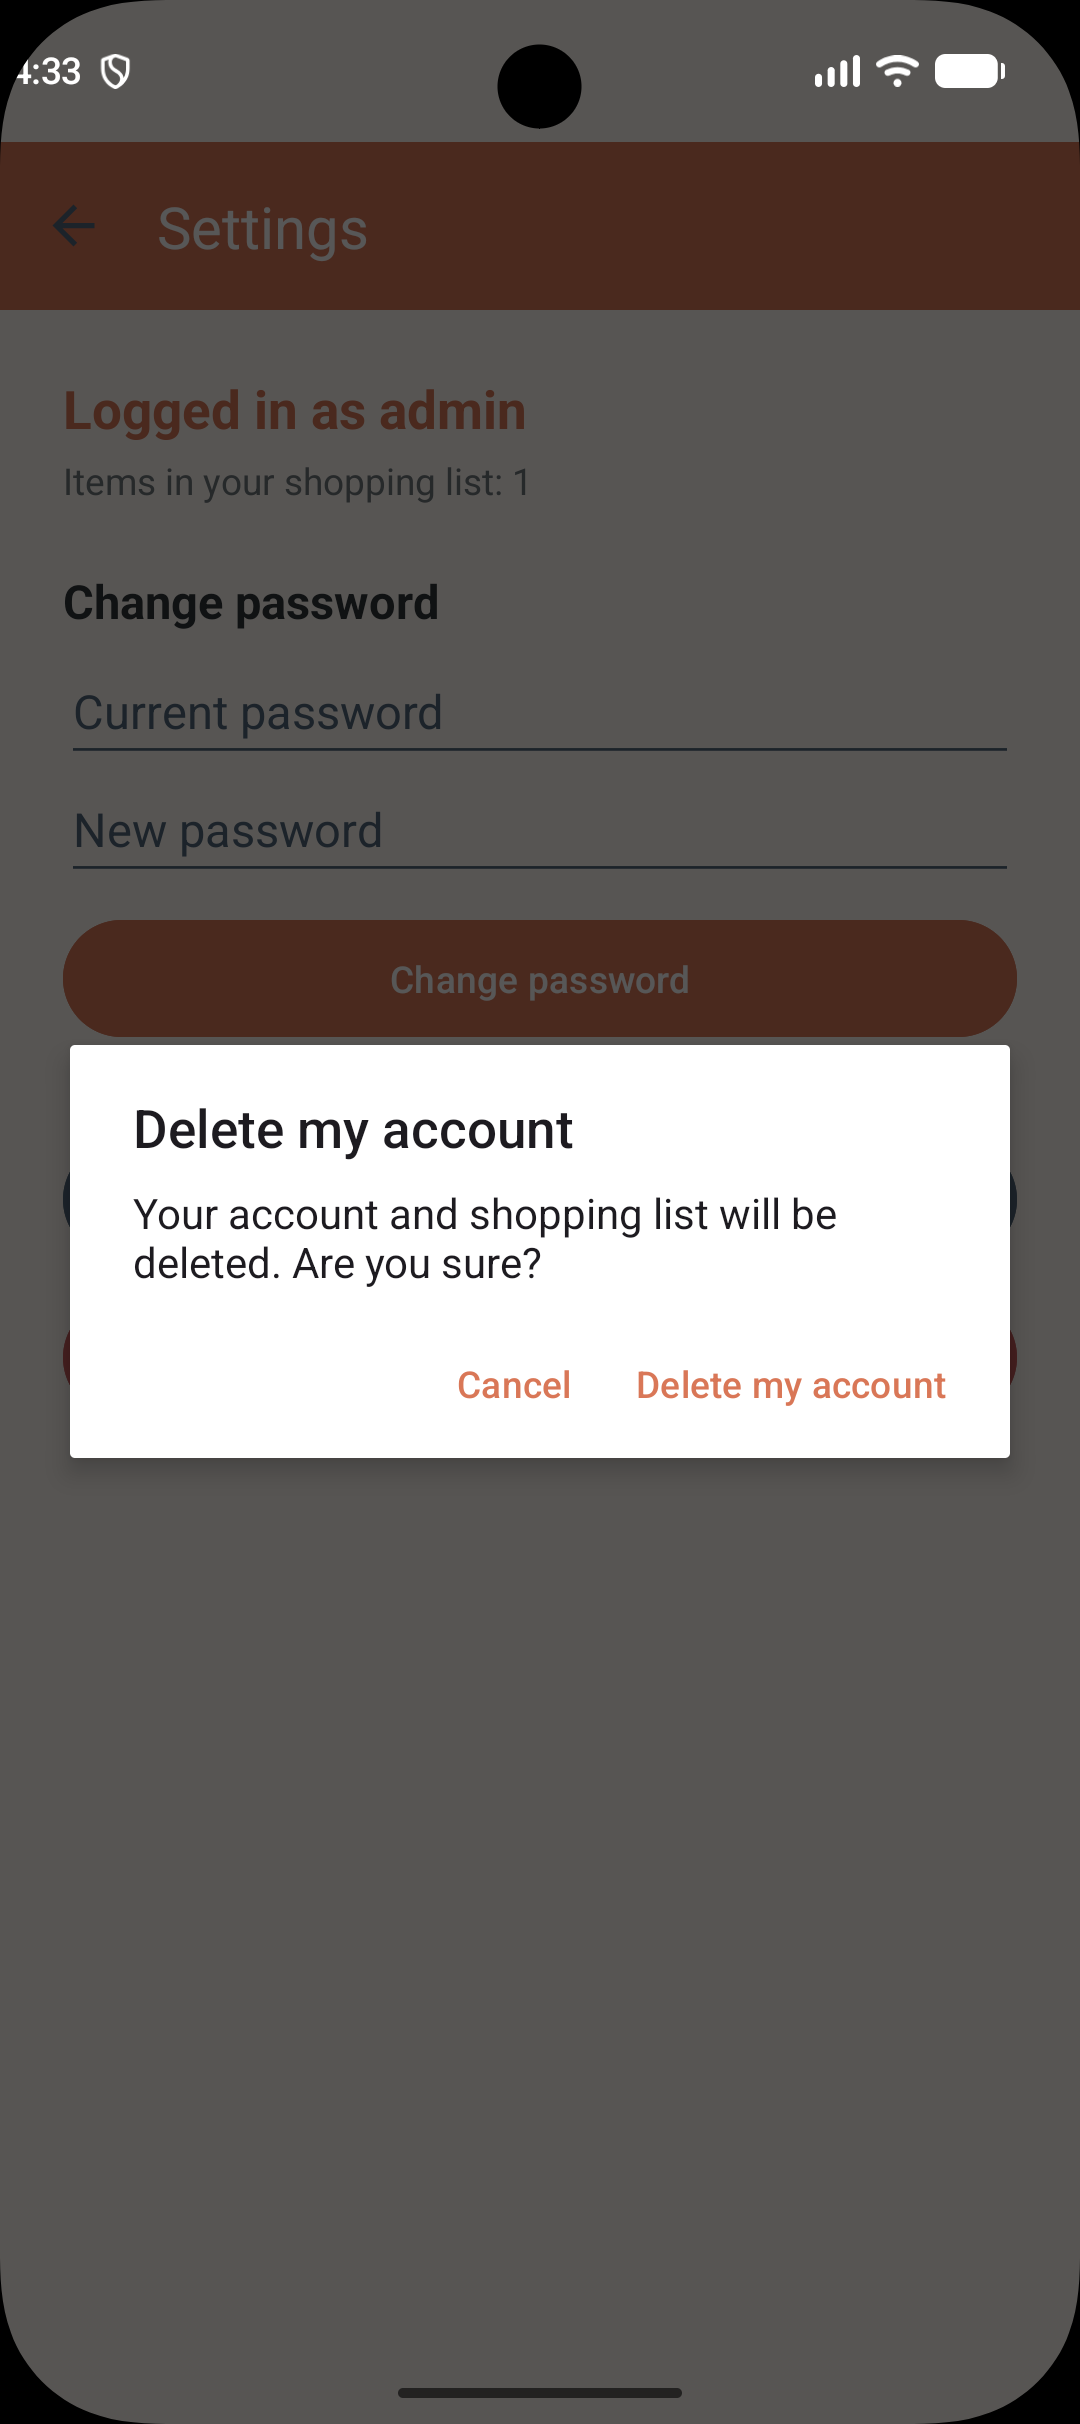 4:33
Settings
Logged in as admin
Items in your shopping list: 1
Change password
Current password
New password
Change password
Delete my account
Your account and shopping list will be
deleted. Are you sure?
Cancel
Delete my account